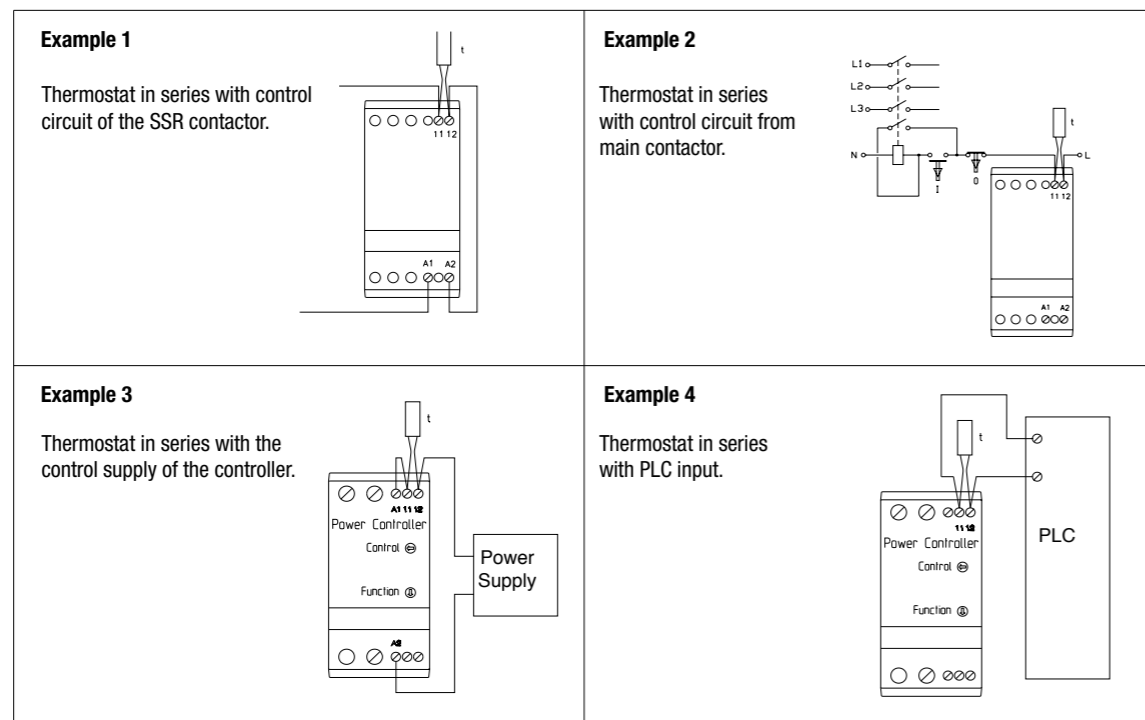 Example 1
t
Thermostat in series with control
circuit of the SSR contactor.
11 12
A1 A2
Example 2
L1
L2
L3
Thermostat in series
with control circuit from
main contactor.
t
N
L
I
0
11 12
A1 A2
Example 3
Thermostat in series with the
control supply of the controller.
t
A1 11 12
Power Controller
Control
Function
A2
Power
Supply
Example 4
Thermostat in series
with PLC input.
t
11 12
Power Controller
Control
Function
PLC